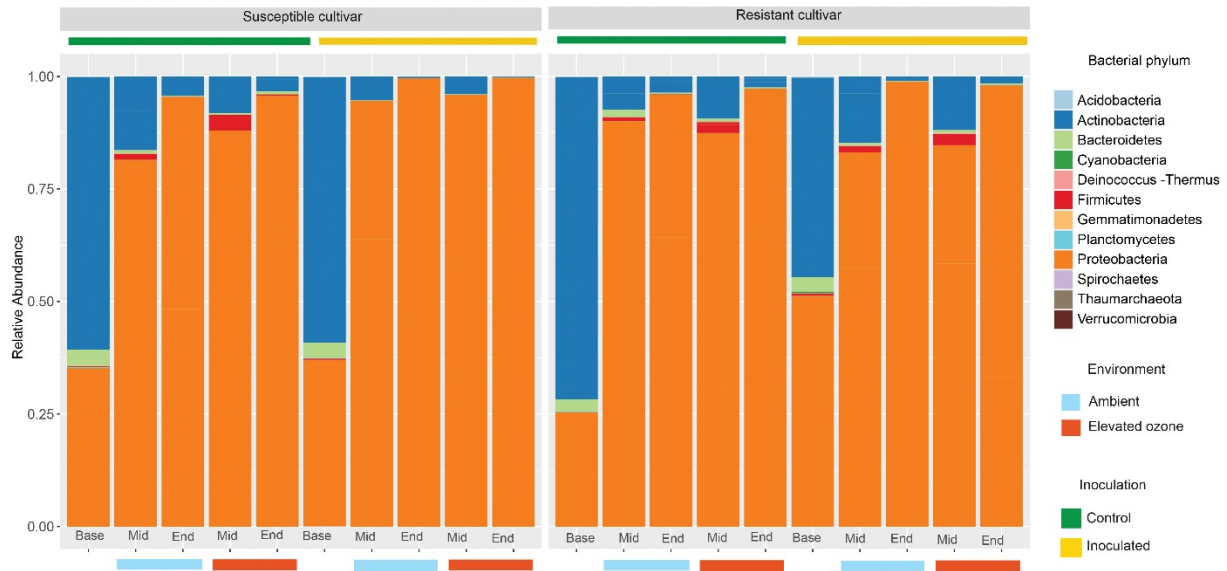 Susceptible cultivar
Resistant cultivar
Relative Abundance
1.00
0.75
0.50
0.25
0.00
Base Mid End Mid End Base Mid End Mid End
Base Mid End Mid End Base Mid End Mid End
Bacterial phylum
Acidobacteria
Actinobacteria
Bacteroidetes
Cyanobacteria
Deinococcus -Thermus
Firmicutes
Gemmatimonadetes
Planctomycetes
Proteobacteria
Spirochaetes
Thaumarchaeota
Verrucomicrobia
Environment
Ambient
Elevated ozone
Inoculation
Control
Inoculated